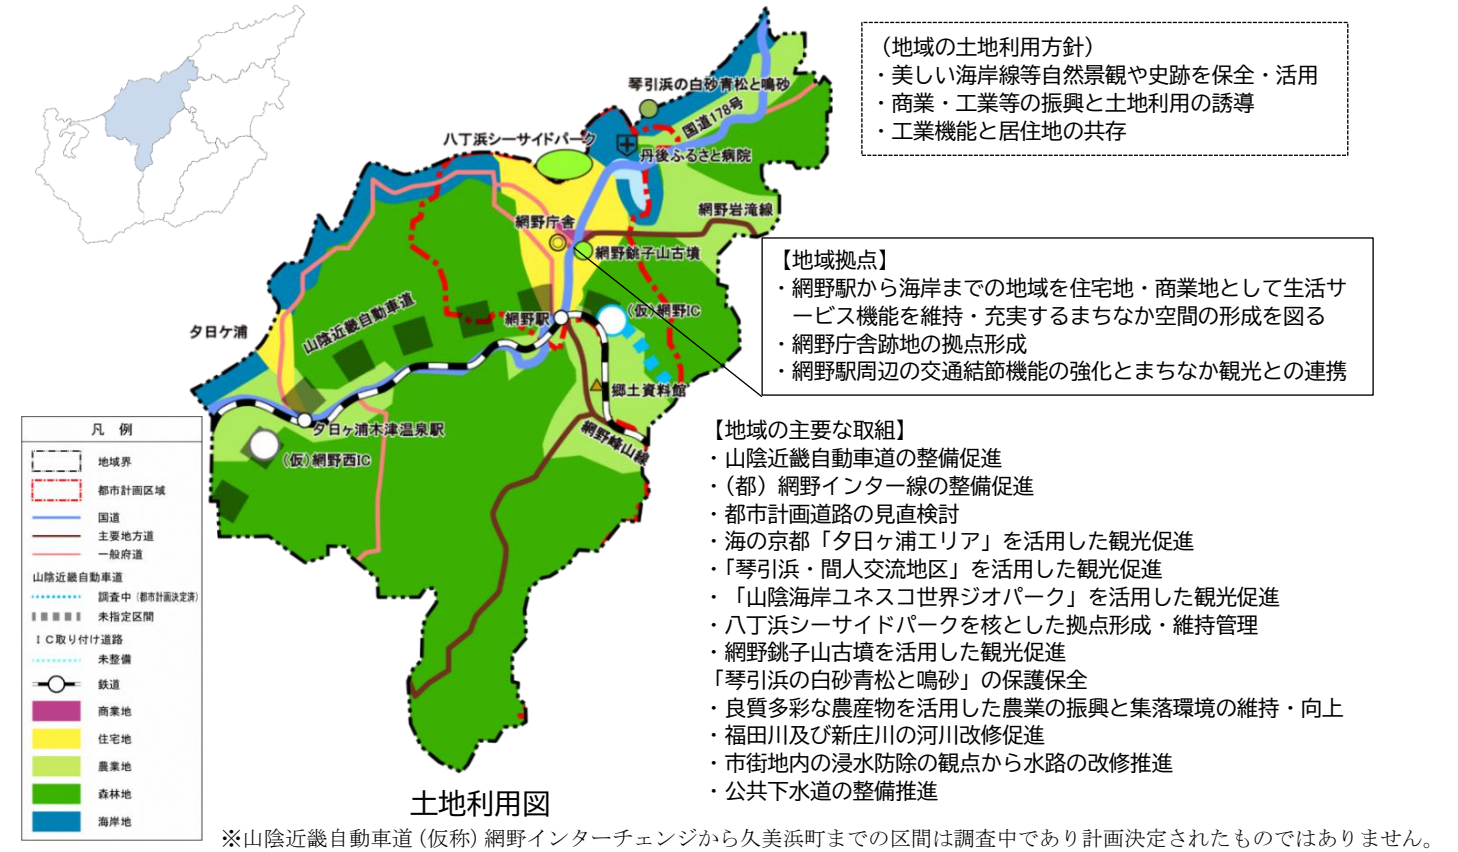 （地域の土地利用方針）
・美しい海岸線等自然景観や史跡を保全・活用
・商業・工業等の振興と土地利用の誘導
・工業機能と居住地の共存
琴引浜の白砂青松と鳴砂
国道178号
八丁浜シーサイドパーク
丹後ふるさと病院
網野岩滝線
網野庁舎
網野銚子山古墳
【地域拠点】
・網野駅から海岸までの地域を住宅地・商業地として生活サ
ービス機能を維持・充実するまちなか空間の形成を図る
・網野庁舎跡地の拠点形成
・網野駅周辺の交通結節機能の強化とまちなか観光との連携
山陰近畿自動車道
網野駅
(仮)網野IC
夕日ケ浦
郷土資料館
夕日ヶ浦木津温泉駅
網野峰山線
(仮)網野西IC
凡 例
地域界
都市計画区域
国道
主要地方道
一般府道
山陰近畿自動車道
調査中（都市計画決定済）
未指定区間
ＩＣ取り付け道路
未整備
鉄道
商業地
住宅地
農業地
森林地
海岸地
【地域の主要な取組】
・山陰近畿自動車道の整備促進
・（都）網野インター線の整備促進
・都市計画道路の見直検討
・海の京都「夕日ヶ浦エリア」を活用した観光促進
・「琴引浜・間人交流地区」を活用した観光促進
・「山陰海岸ユネスコ世界ジオパーク」を活用した観光促進
・八丁浜シーサイドパークを核とした拠点形成・維持管理
・網野銚子山古墳を活用した観光促進
「琴引浜の白砂青松と鳴砂」の保護保全
・良質多彩な農産物を活用した農業の振興と集落環境の維持・向上
・福田川及び新庄川の河川改修促進
・市街地内の浸水防除の観点から水路の改修推進
・公共下水道の整備推進
土地利用図
※山陰近畿自動車道(仮称)網野インターチェンジから久美浜町までの区間は調査中であり計画決定されたものではありません。